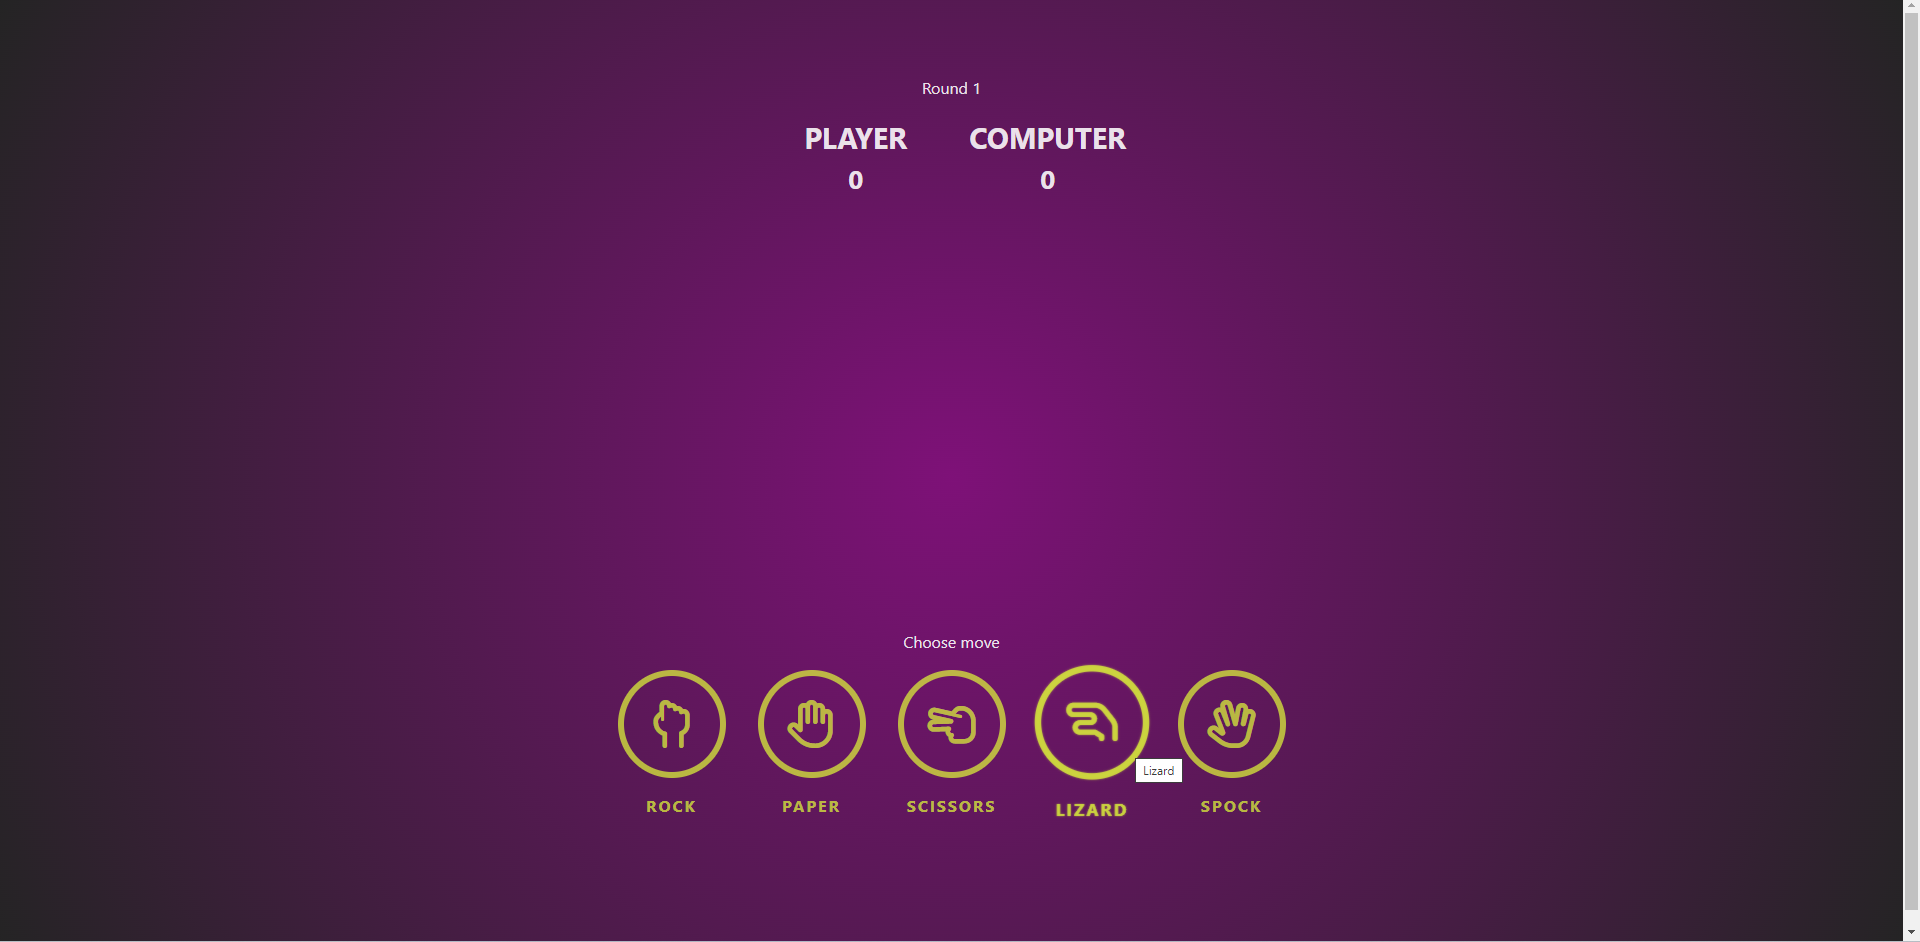 Round 1
PLAYER COMPUTER
0 0
Choose move
ROCK PAPER SCISSORS LIZARD SPOCK
Lizard